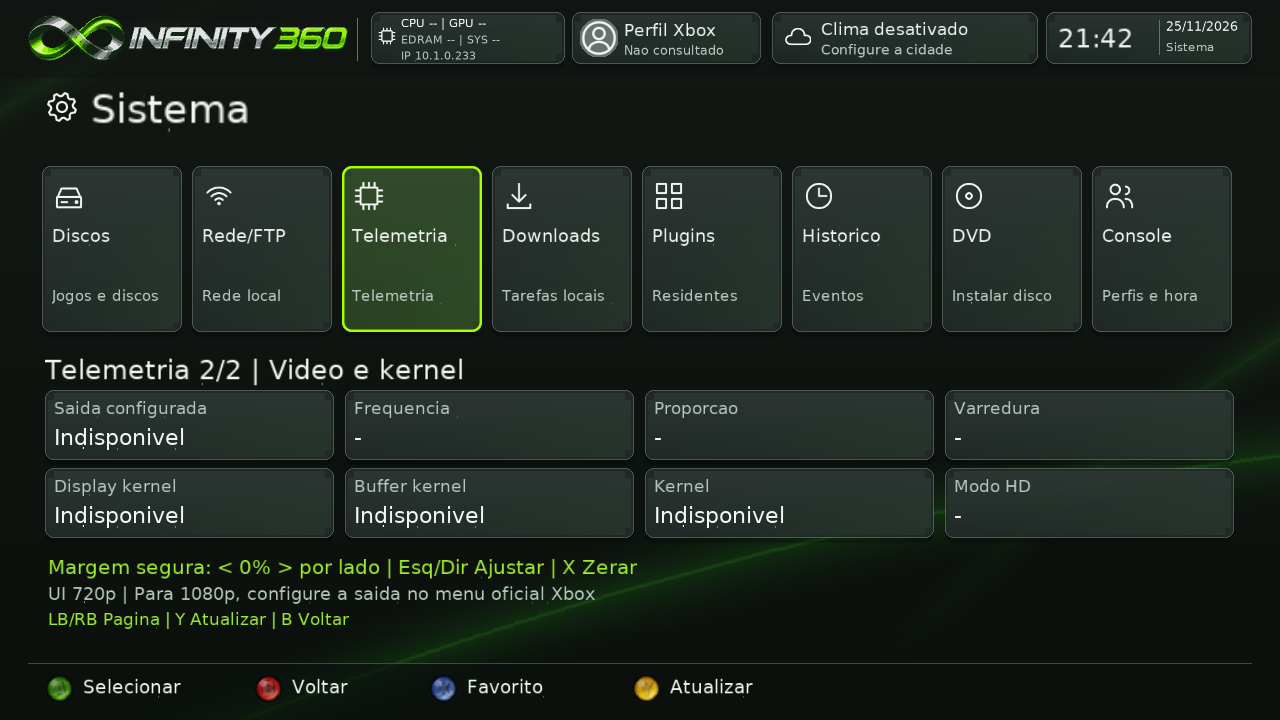 INFINITY 360
CPU -- | GPU --
EDRAM -- | SYS --
IP 10.1.0.233
Perfil Xbox
Nao consultado
Clima desativado
Configure a cidade
21:42
25/11/2026
Sistema
Sistema
Discos
Jogos e discos
Rede/FTP
Rede local
Telemetria
Telemetria
Downloads
Tarefas locais
Plugins
Residentes
Historico
Eventos
DVD
Instalar disco
Console
Perfis e hora
Telemetria 2/2 | Video e kernel
Saida configurada
Indisponivel
Frequencia
-
Proporcao
-
Varredura
-
Display kernel
Indisponivel
Buffer kernel
Indisponivel
Kernel
Indisponivel
Modo HD
-
Margem segura: < 0% > por lado | Esq/Dir Ajustar | X Zerar
UI 720p | Para 1080p, configure a saida no menu oficial Xbox
LB/RB Pagina | Y Atualizar | B Voltar
Selecionar
Voltar
Favorito
Atualizar